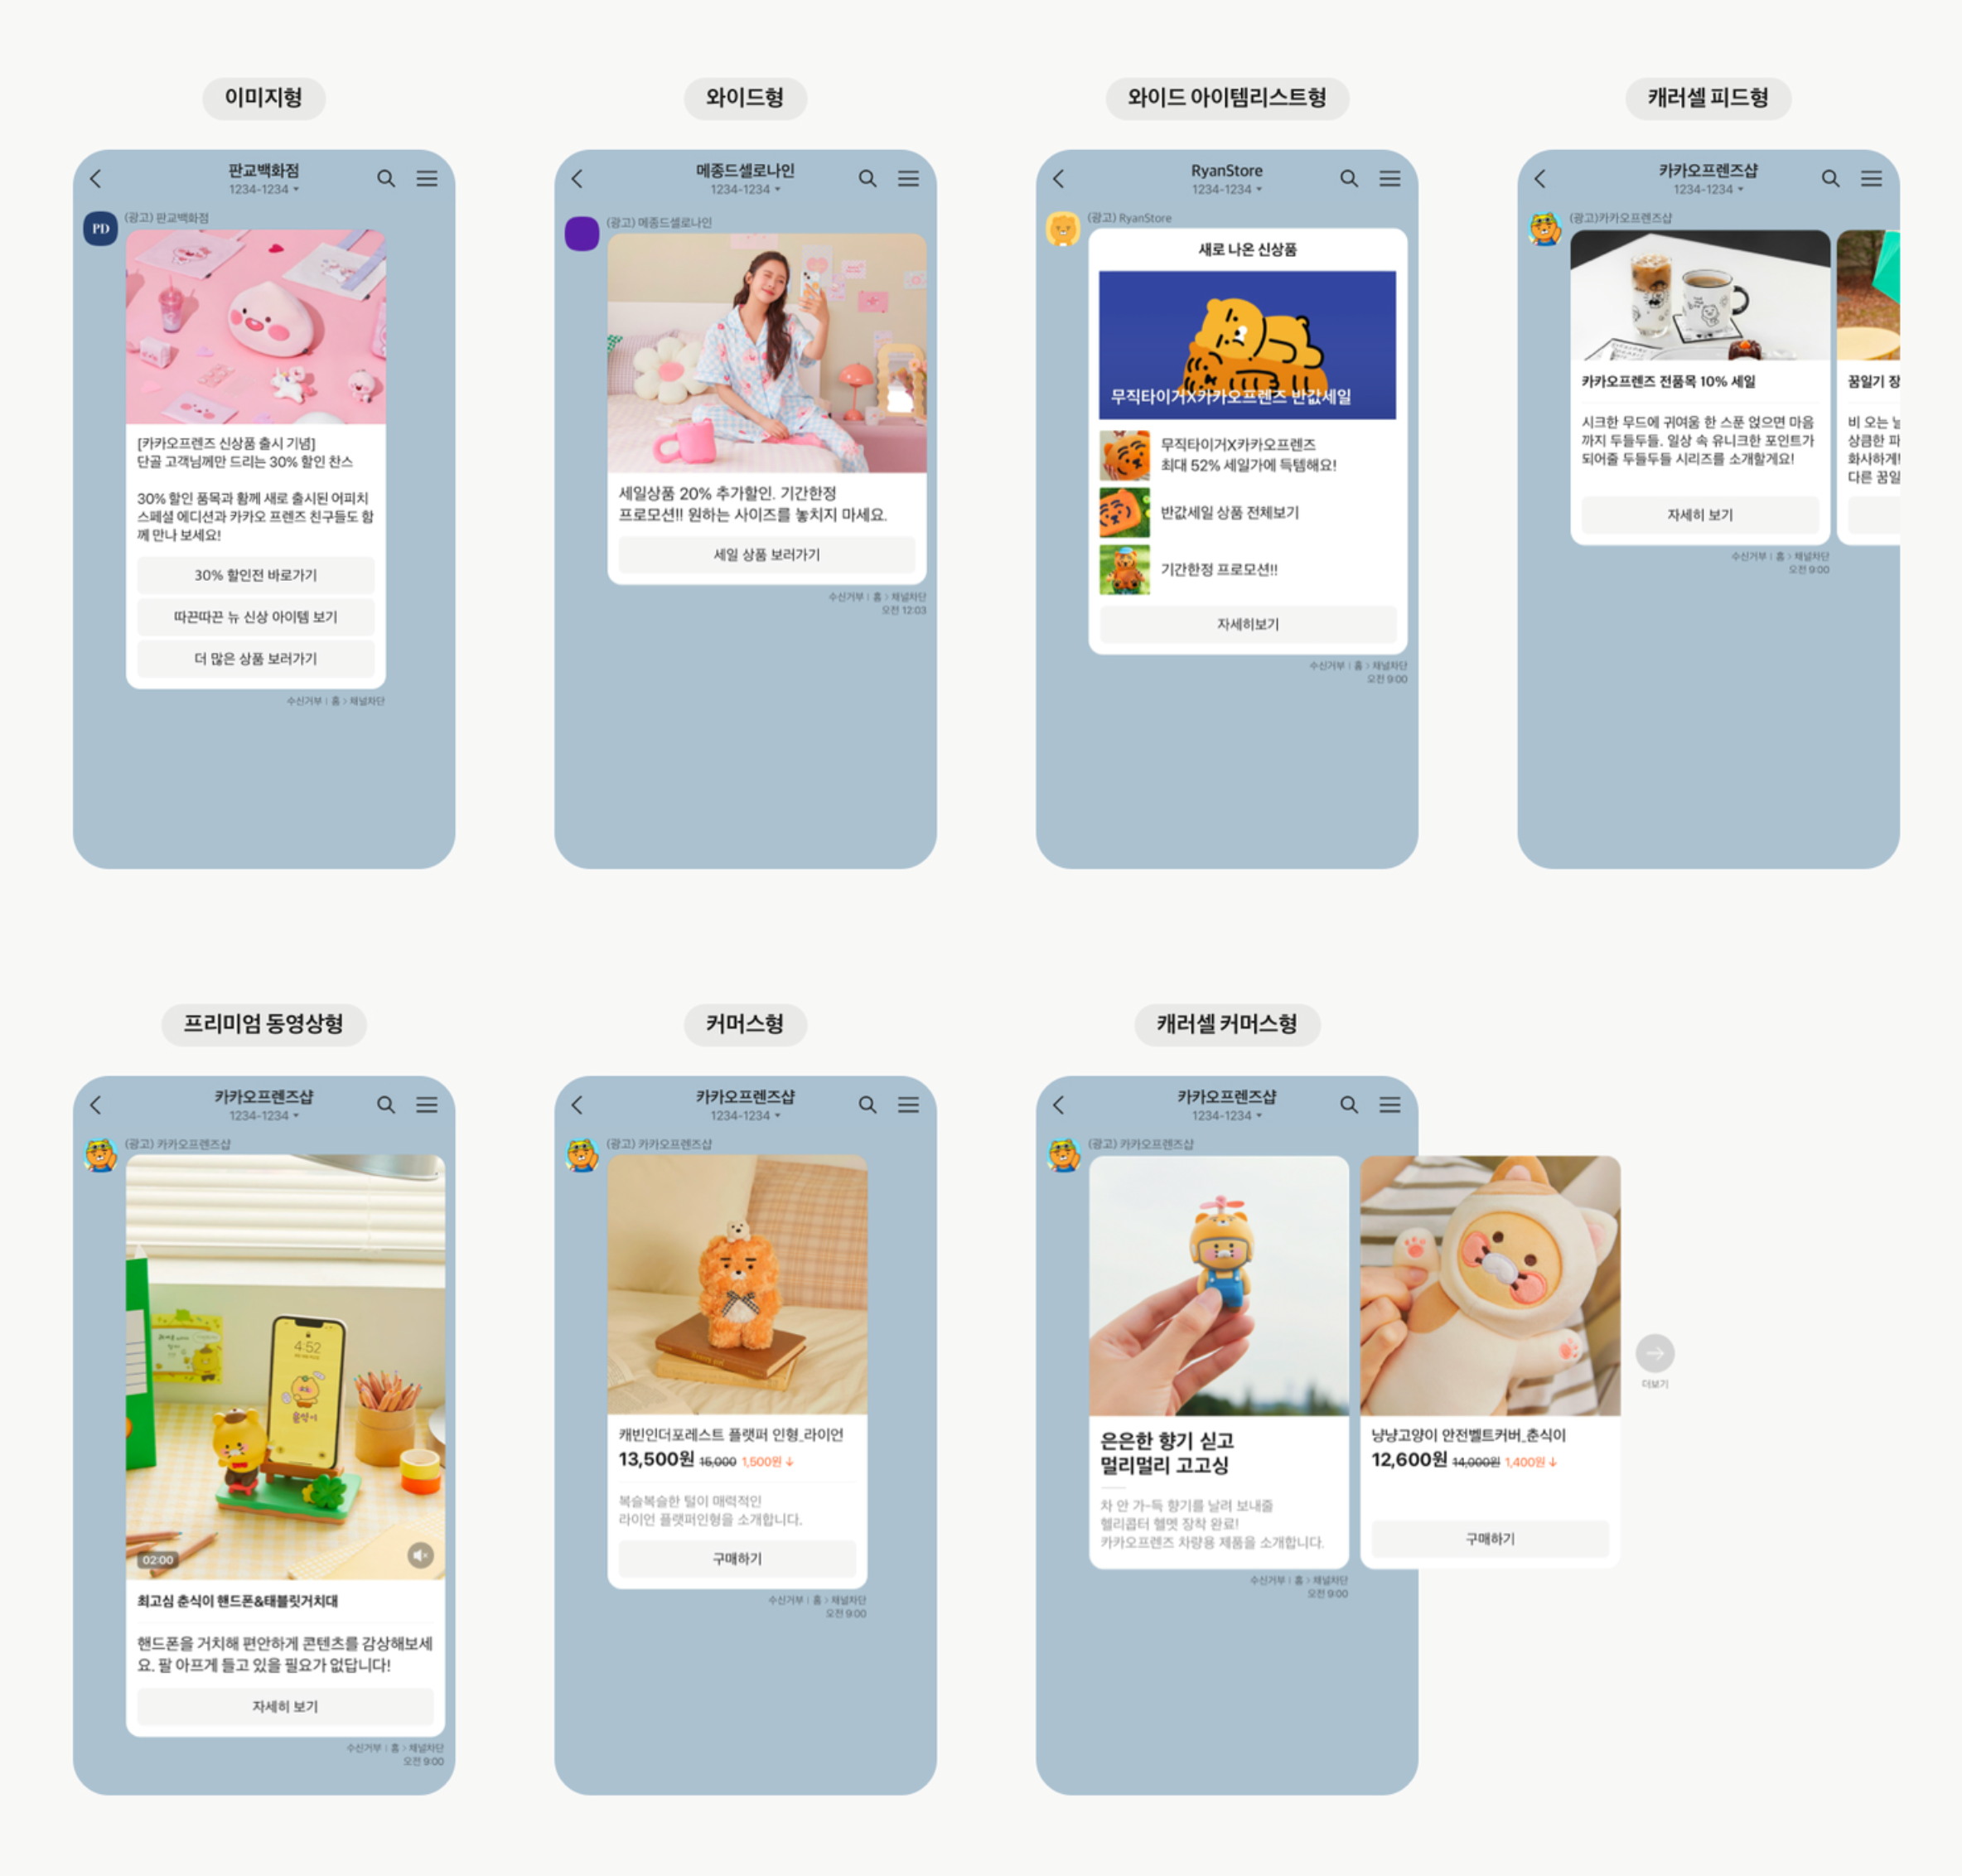 이미지형
판교백화점
1234-1234
PD
(광고) 판교백화점
[카카오프렌즈 신상품 출시 기념]
단골 고객님께만 드리는 30% 할인 찬스
30% 할인 품목과 함께 새로 출시된 어피치
스페셜 에디션과 카카오 프렌즈 친구들도 함
께 만나 보세요!
30% 할인전 바로가기
따끈따끈 뉴 신상 아이템 보기
더 많은 상품 보러가기
수신거부 | 홈 > 채널차단
와이드형
메종드셀로나인
1234-1234
(광고) 메종드셀로나인
세일상품 20% 추가할인. 기간한정
프로모션!! 원하는 사이즈를 놓치지 마세요.
세일 상품 보러가기
수신거부 | 홈 > 채널차단
오전 12:03
와이드 아이템리스트형
RyanStore
1234-1234
(광고) RyanStore
새로 나온 신상품
무직타이거X카카오프렌즈 반값세일
무직타이거X카카오프렌즈
최대 52% 세일가에 득템해요!
반값세일 상품 전체보기
기간한정 프로모션!!
자세히보기
수신거부 | 홈 > 채널차단
오전 9:00
캐러셀 피드형
카카오프렌즈샵
1234-1234
(광고)카카오프렌즈샵
카카오프렌즈 전품목 10% 세일
시크한 무드에 귀여움 한 스푼 얹으면 마음
까지 두들두들. 일상 속 유니크한 포인트가
되어줄 두들두들 시리즈를 소개할게요!
자세히 보기
꿈일기 장
비 오는 날
상큼한 파
화사하게!
다른 꿈일
수신거부 | 홈 > 채널차단
오전 9:00
프리미엄 동영상형
카카오프렌즈샵
1234-1234
(광고) 카카오프렌즈샵
4:52
춘식이
02:00
최고심 춘식이 핸드폰&태블릿거치대
핸드폰을 거치해 편안하게 콘텐츠를 감상해보세
요. 팔 아프게 들고 있을 필요가 없답니다!
자세히 보기
수신거부 | 홈 > 채널차단
오전 9:00
커머스형
카카오프렌즈샵
1234-1234
(광고) 카카오프렌즈샵
캐빈인더포레스트 플랫퍼 인형_라이언
13,500원 15,000 1,500원↓
복슬복슬한 털이 매력적인
라이언 플랫퍼인형을 소개합니다.
구매하기
수신거부 | 홈 > 채널차단
오전 9:00
캐러셀 커머스형
카카오프렌즈샵
1234-1234
(광고) 카카오프렌즈샵
은은한 향기 싣고
멀리멀리 고고싱
차 안 가~득 향기를 날려 보내줄
헬리콥터 헬멧 장착 완료!
카카오프렌즈 차량용 제품을 소개합니다.
냥냥고양이 안전벨트커버_춘식이
12,600원 14,000원 1,400원↓
구매하기
더보기
수신거부 | 홈 > 채널차단
오전 9:00